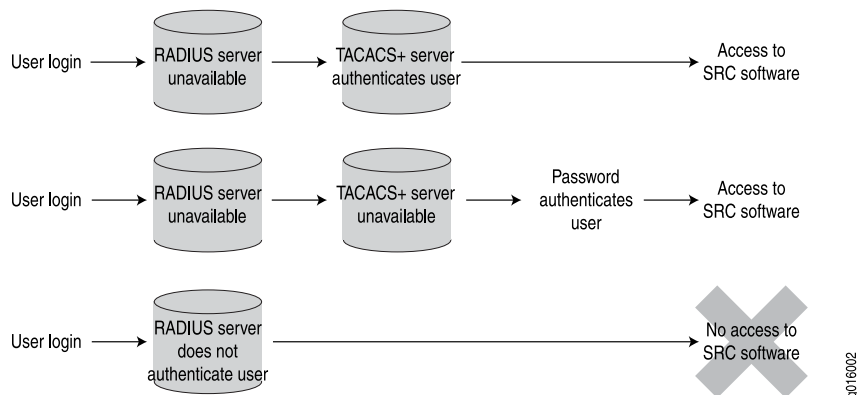 User login
RADIUS server
unavailable
TACACS+ server
authenticates user
Access to
SRC software
User login
RADIUS server
unavailable
TACACS+ server
unavailable
Password
authenticates
user
Access to
SRC software
User login
RADIUS server
does not
authenticate user
No access to
SRC software
g016002